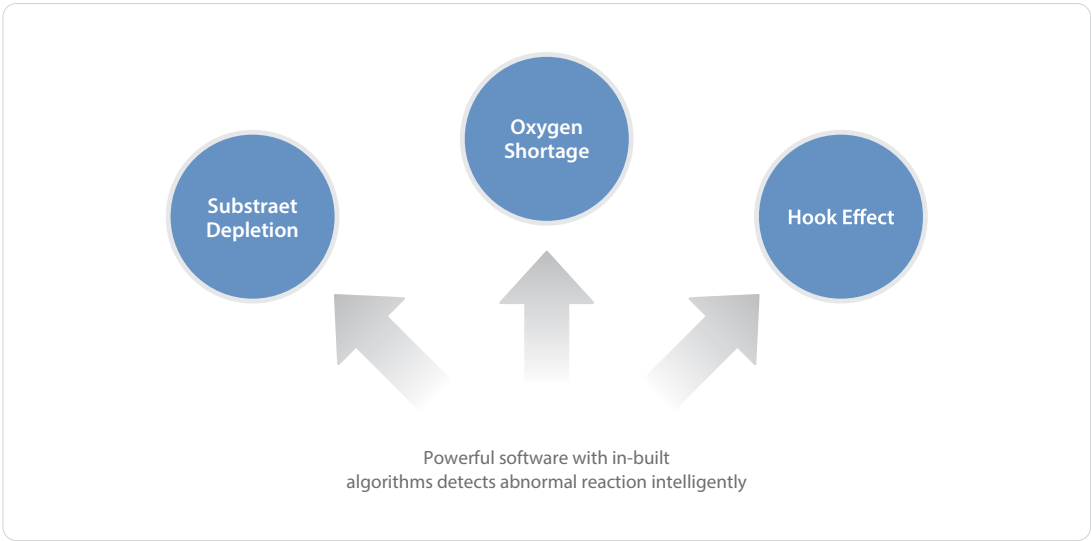 Oxygen
Shortage
Substraet
Depletion
Hook Effect
Powerful software with in-built
algorithms detects abnormal reaction intelligently